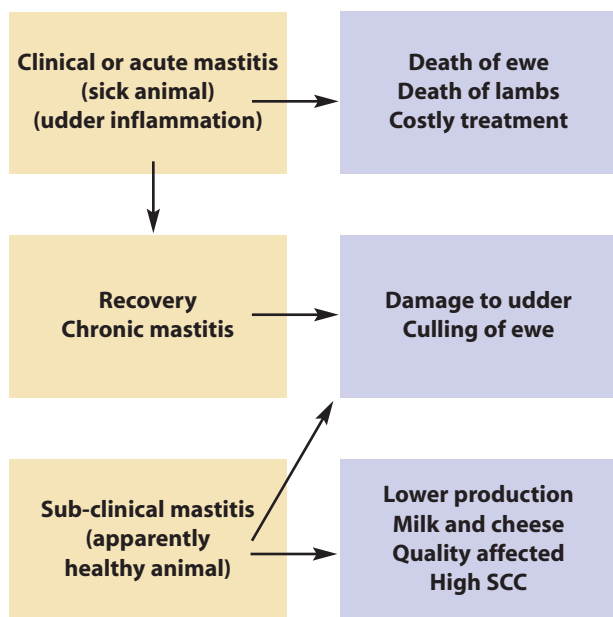 Clinical or acute mastitis
(sick animal)
(udder inflammation)
Death of ewe
Death of lambs
Costly treatment
Recovery
Chronic mastitis
Damage to udder
Culling of ewe
Sub-clinical mastitis
(apparently
healthy animal)
Lower production
Milk and cheese
Quality affected
High SCC